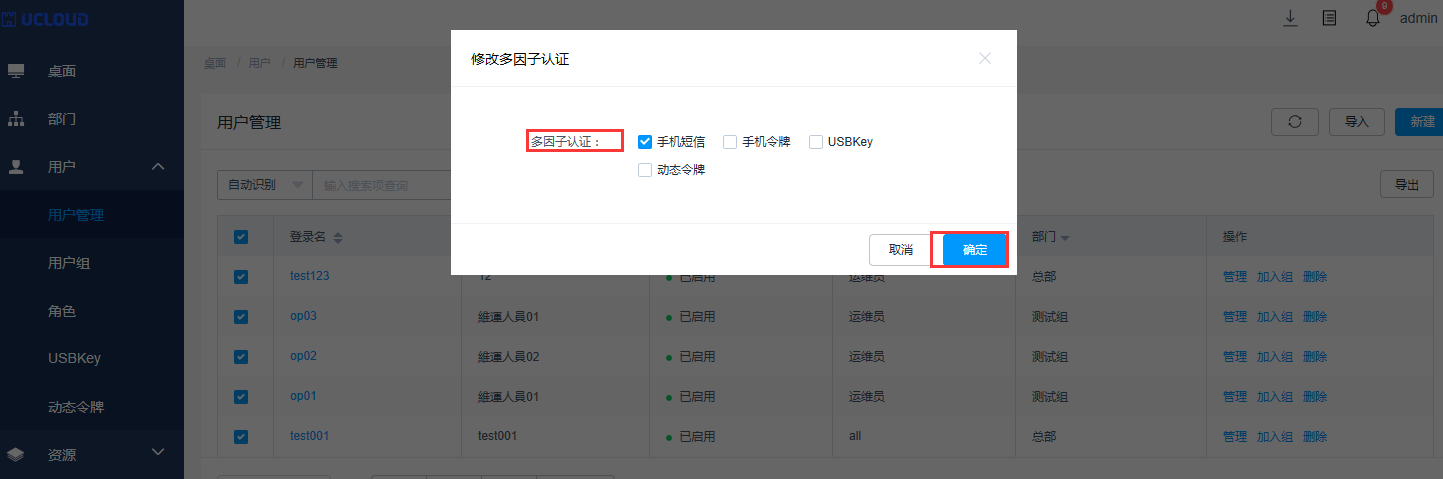 UCLOUD
9
admin
桌面
部门
用户
用户管理
用户组
角色
USBKey
动态令牌
资源
桌面 / 用户 / 用户管理
用户管理
导入
新建
自动识别
输入搜索项查询
导出
修改多因子认证
多因子认证：
手机短信
手机令牌
USBKey
动态令牌
取消
确定
登录名 部门 操作
test123 12 已启用 运维员 总部 管理 加入组 删除
op03 維運人員01 已启用 运维员 测试组 管理 加入组 删除
op02 維運人員02 已启用 运维员 测试组 管理 加入组 删除
op01 維運人員01 已启用 运维员 测试组 管理 加入组 删除
test001 test001 已启用 all 总部 管理 加入组 删除